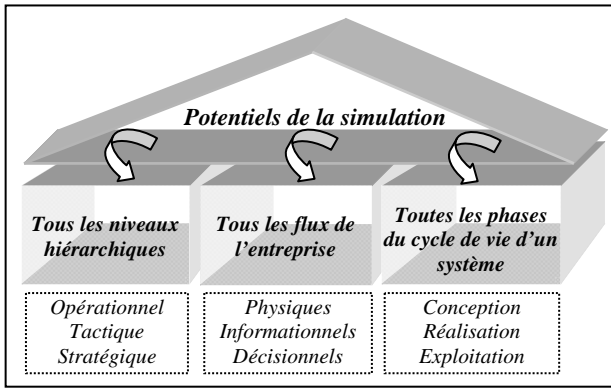 Potentiels de la simulation
Tous les niveaux
hiérarchiques
Tous les flux de
l’entreprise
Toutes les phases
du cycle de vie d’un
système
Opérationnel
Tactique
Stratégique
Physiques
Informationnels
Décisionnels
Conception
Réalisation
Exploitation